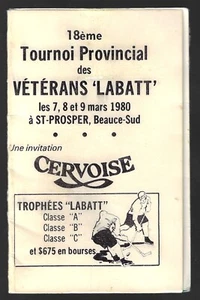 18ème
Tournoi Provincial
des
VÉTÉRANS 'LABATT'
les 7, 8 et 9 mars 1980
à ST-PROSPER, Beauce-Sud
Une invitation
CERVOISE
TROPHÉES "LABATT"
Classe "A"
Classe "B"
Classe "C"
et $675 en bourses